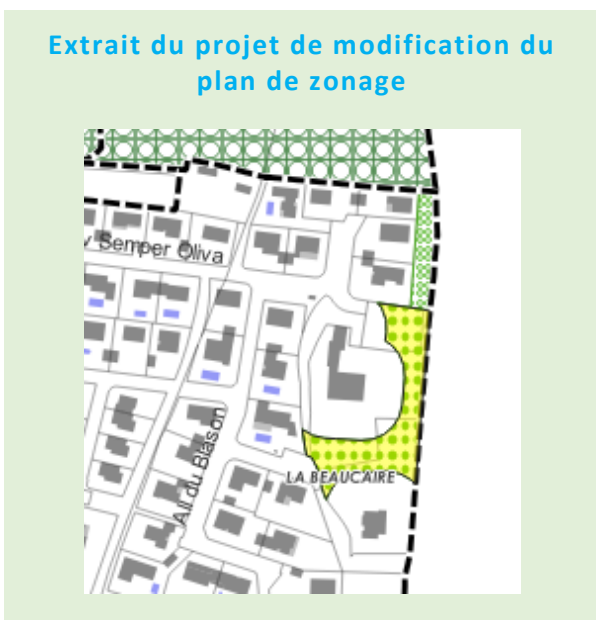 Extrait du projet de modification du
plan de zonage
v Semper Oliva
All du Blason
LA BEAUCAIRE